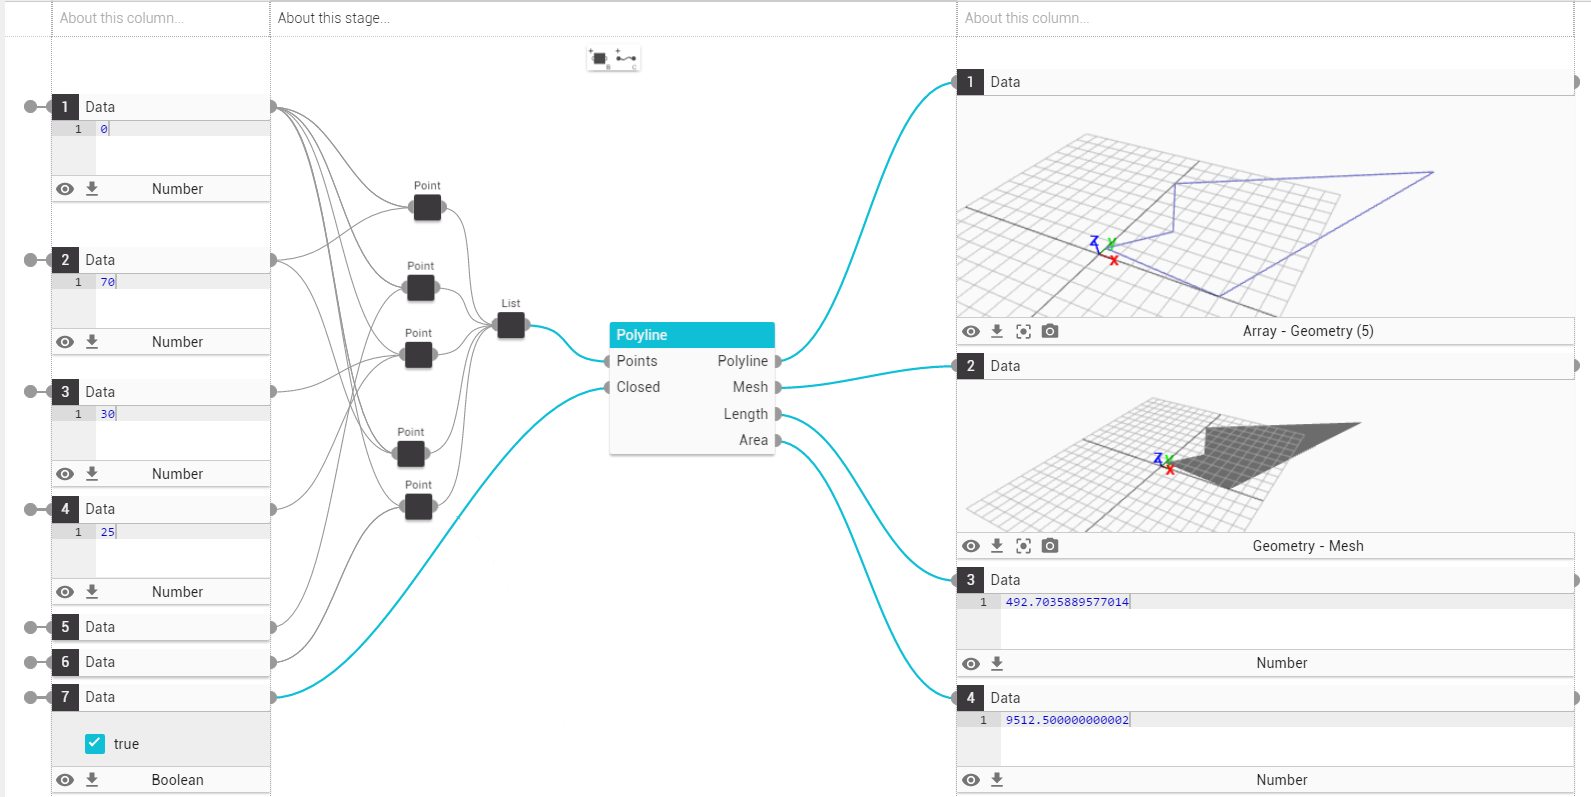 About this column...
About this stage...
About this column...
B
C
1 Data
1 0
Number
2 Data
1 70
Number
3 Data
1 30
Number
4 Data
1 25
Number
5 Data
6 Data
7 Data
true
Boolean
Point
Point
Point
Point
Point
List
Polyline
Points Polyline
Closed Mesh
Length
Area
1 Data
Z Y
X
Array - Geometry (5)
2 Data
Z Y
X
Geometry - Mesh
3 Data
1 492.7035889577014
Number
4 Data
1 9512.500000000002
Number